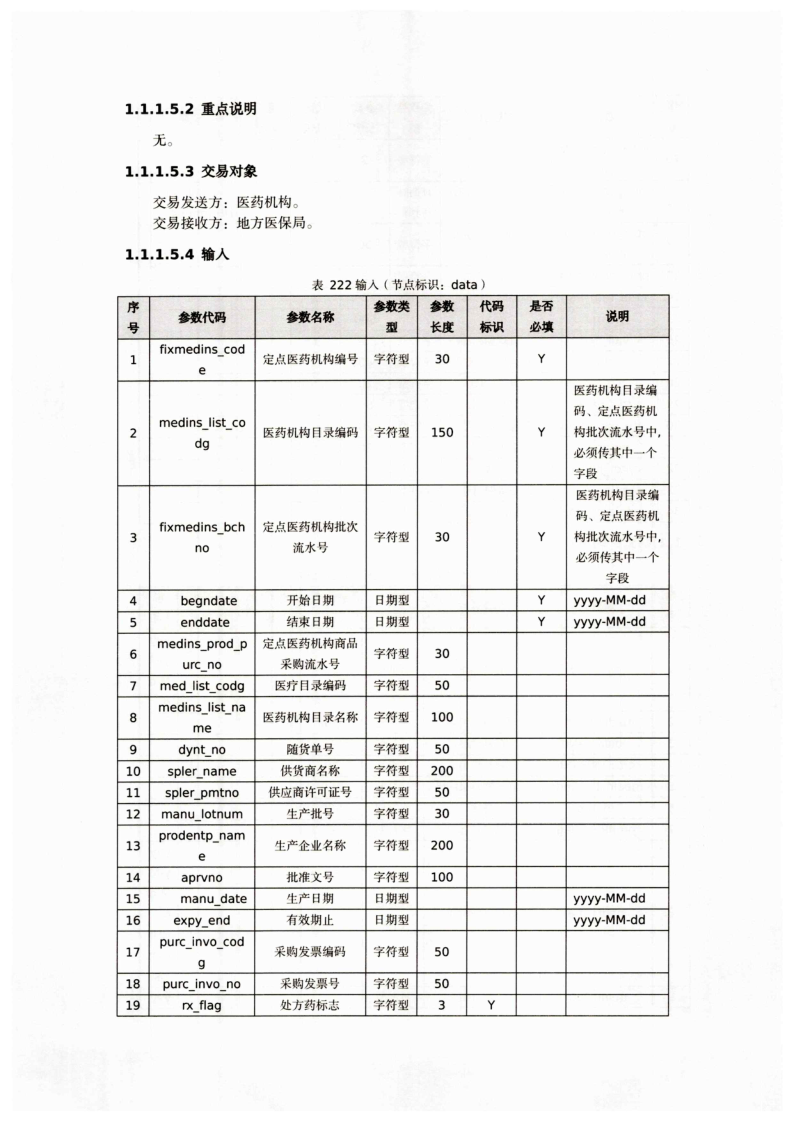 1.1.1.5.2 重点说明
无。
1.1.1.5.3 交易对象
交易发送方：医药机构。
交易接收方：地方医保局。
1.1.1.5.4 输入
表 222 输入（节点标识：data）
序号 参数代码 参数名称 参数类型 参数长度 代码标识 是否必填 说明
1 fixmedins_code 定点医药机构编号 字符型 30 Y
2 medins_list_codg 医药机构目录编码 字符型 150 Y 医药机构目录编码、定点医药机构批次流水号中,必须传其中一个字段
3 fixmedins_bchno 定点医药机构批次流水号 字符型 30 Y 医药机构目录编码、定点医药机构批次流水号中,必须传其中一个字段
4 begndate 开始日期 日期型 Y yyyy-MM-dd
5 enddate 结束日期 日期型 Y yyyy-MM-dd
6 medins_prod_purc_no 定点医药机构商品采购流水号 字符型 30
7 med_list_codg 医疗目录编码 字符型 50
8 medins_list_name 医药机构目录名称 字符型 100
9 dynt_no 随货单号 字符型 50
10 spler_name 供货商名称 字符型 200
11 spler_pmtno 供应商许可证号 字符型 50
12 manu_lotnum 生产批号 字符型 30
13 prodentp_name 生产企业名称 字符型 200
14 aprvno 批准文号 字符型 100
15 manu_date 生产日期 日期型 yyyy-MM-dd
16 expy_end 有效期止 日期型 yyyy-MM-dd
17 purc_invo_codg 采购发票编码 字符型 50
18 purc_invo_no 采购发票号 字符型 50
19 rx_flag 处方药标志 字符型 3 Y